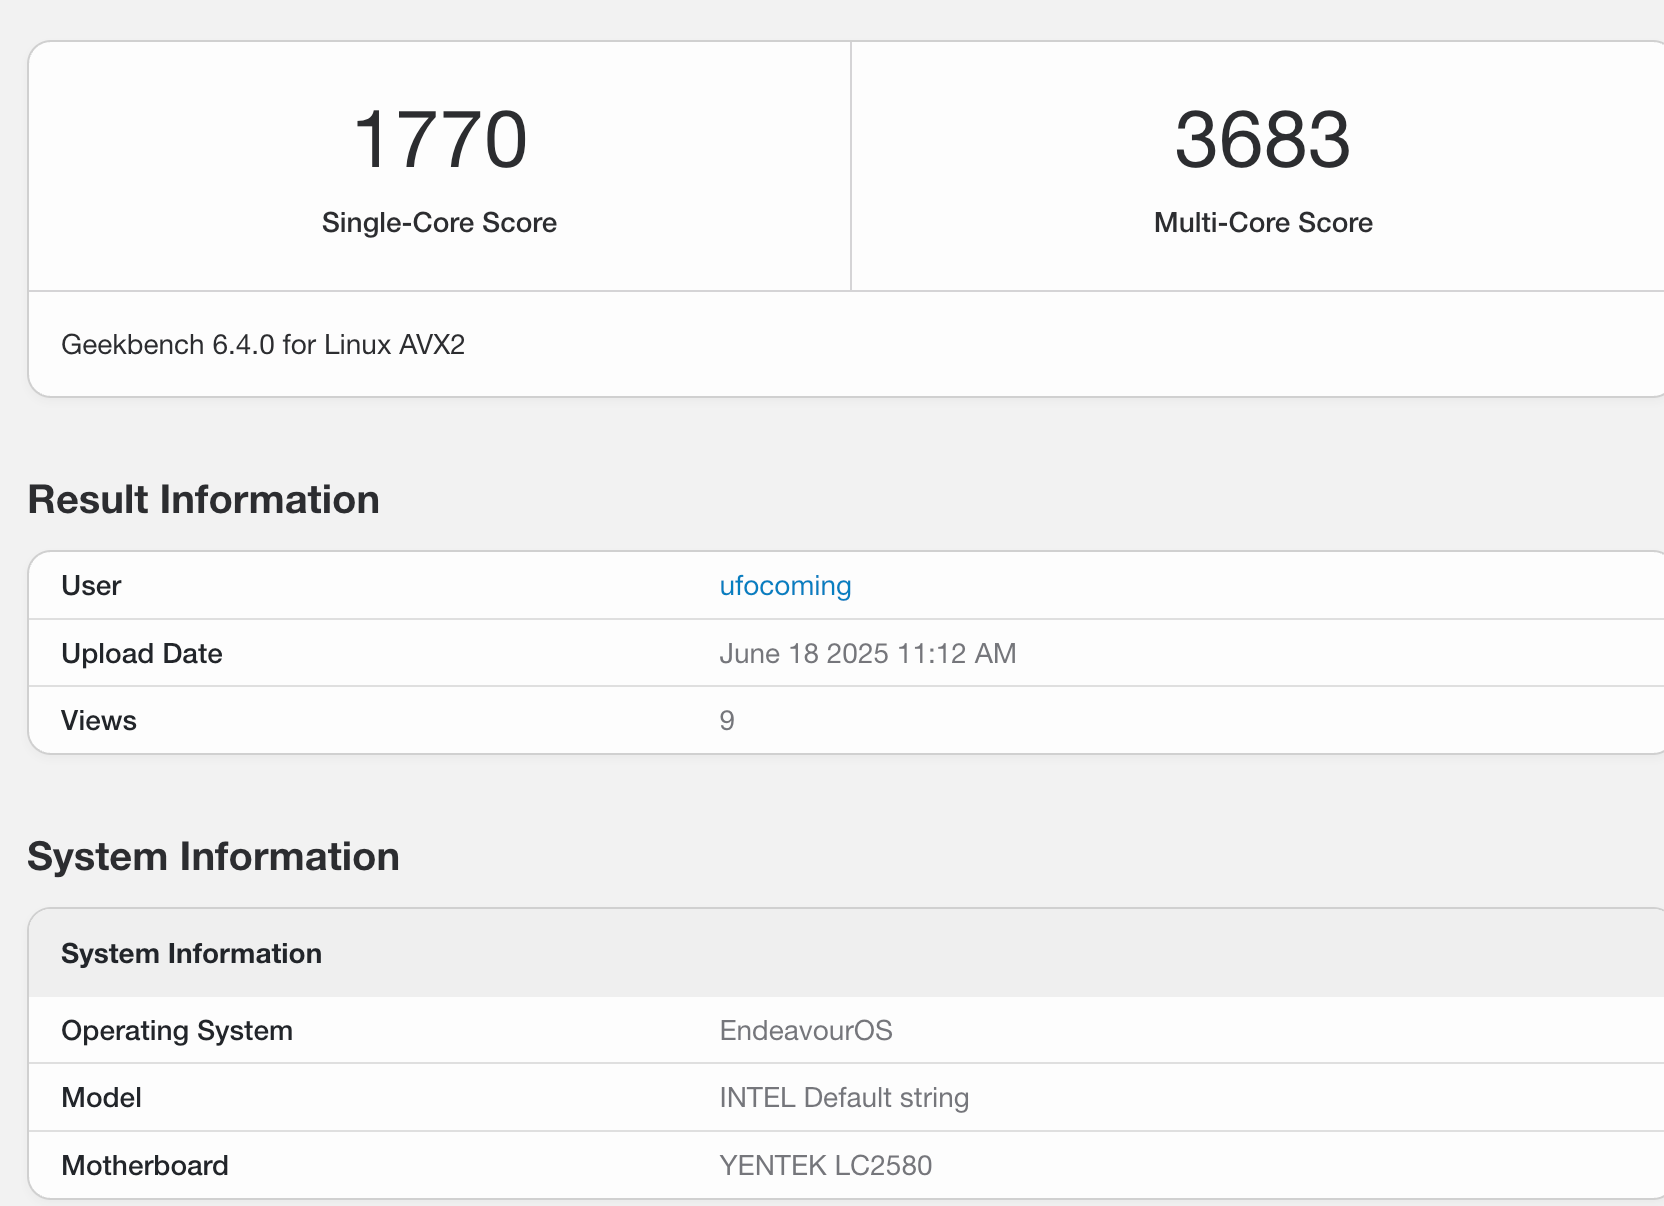 1770
Single-Core Score
3683
Multi-Core Score
Geekbench 6.4.0 for Linux AVX2
Result Information
User ufocoming
Upload Date June 18 2025 11:12 AM
Views 9
System Information
System Information
Operating System EndeavourOS
Model INTEL Default string
Motherboard YENTEK LC2580